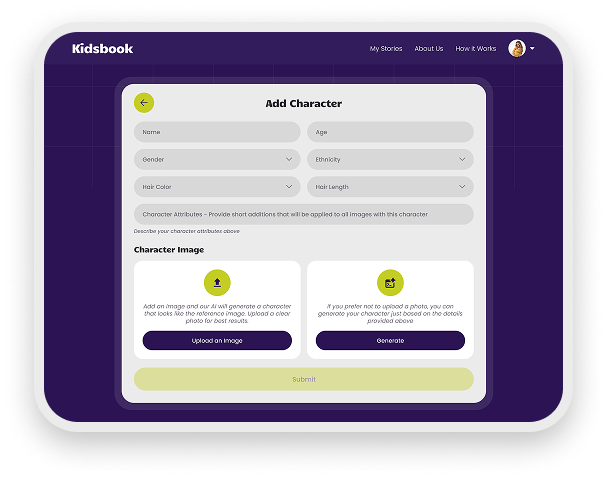 Kidsbook
My Stories About Us How it Works
Add Character
Name Age
Gender Ethnicity
Hair Color Hair Length
Character Attributes - Provide short additions that will be applied to all images with this character
Describe your character attributes above
Character Image
Add an image and our AI will generate a character
that looks like the reference image. Upload a clear
photo for best results.
Upload an Image
If you prefer not to upload a photo, you can
generate your character just based on the details
provided above
Generate
Submit